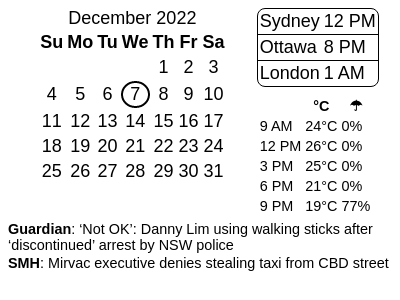 December 2022
Su Mo Tu We Th Fr Sa
1 2 3
4 5 6 7 8 9 10
11 12 13 14 15 16 17
18 19 20 21 22 23 24
25 26 27 28 29 30 31
Sydney 12 PM
Ottawa 8 PM
London 1 AM
°C ☂
9 AM 24°C 0%
12 PM 26°C 0%
3 PM 25°C 0%
6 PM 21°C 0%
9 PM 19°C 77%
Guardian: ‘Not OK’: Danny Lim using walking sticks after
‘discontinued’ arrest by NSW police
SMH: Mirvac executive denies stealing taxi from CBD street